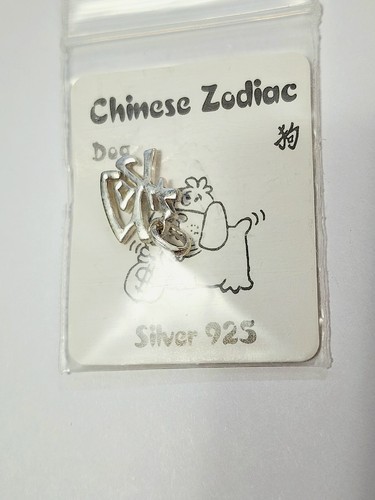 Chinese Zodiac
狗
Dog
Silver 925